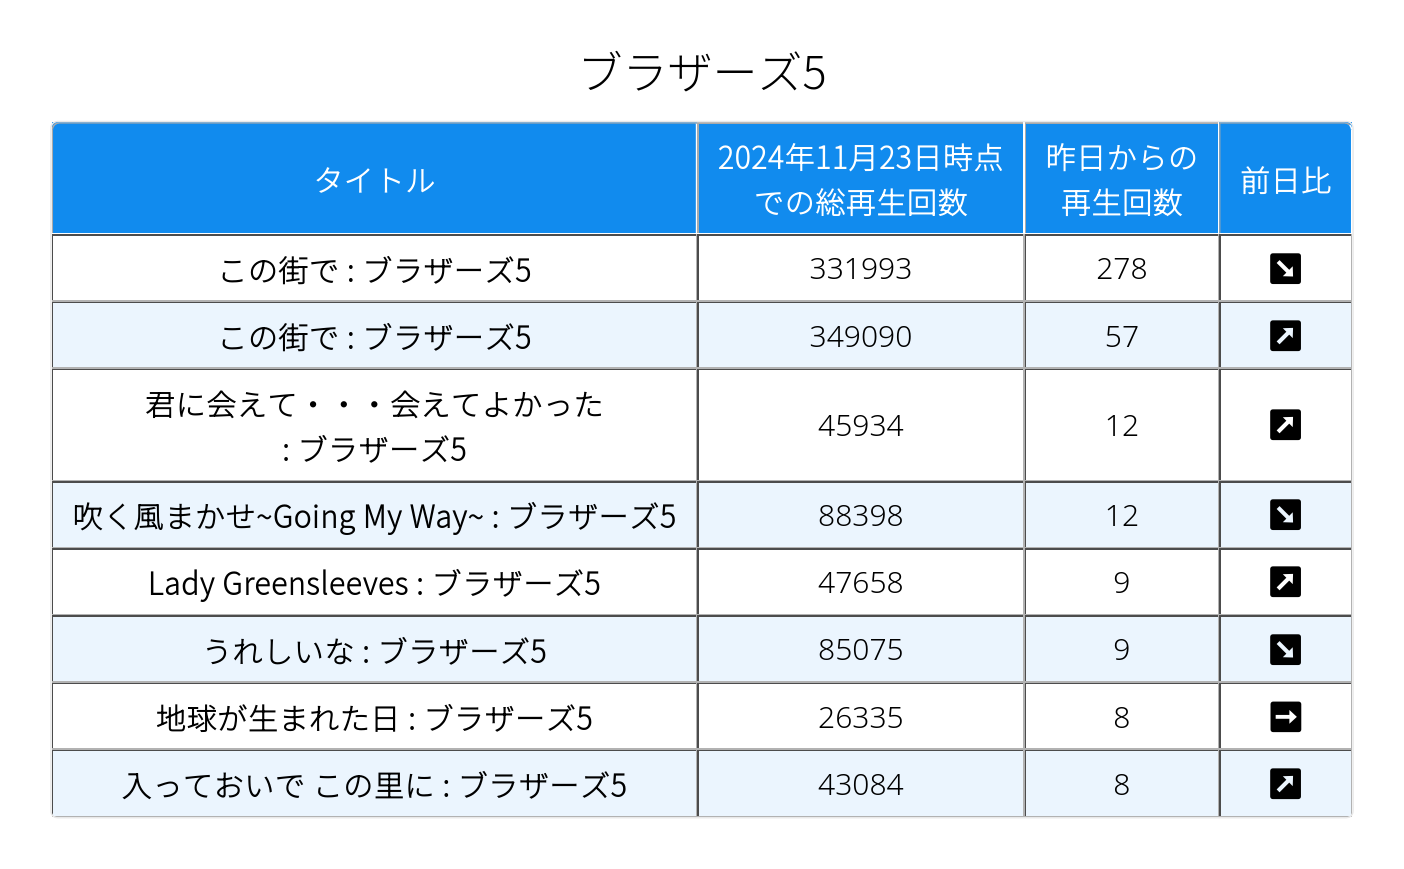 ブラザーズ5
タイトル
2024年11月23日時点
での総再生回数
昨日からの
再生回数
前日比
この街で : ブラザーズ5
331993
278
この街で : ブラザーズ5
349090
57
君に会えて・・・会えてよかった
: ブラザーズ5
45934
12
吹く風まかせ~Going My Way~ : ブラザーズ5
88398
12
Lady Greensleeves : ブラザーズ5
47658
9
うれしいな : ブラザーズ5
85075
9
地球が生まれた日 : ブラザーズ5
26335
8
入っておいで この里に : ブラザーズ5
43084
8